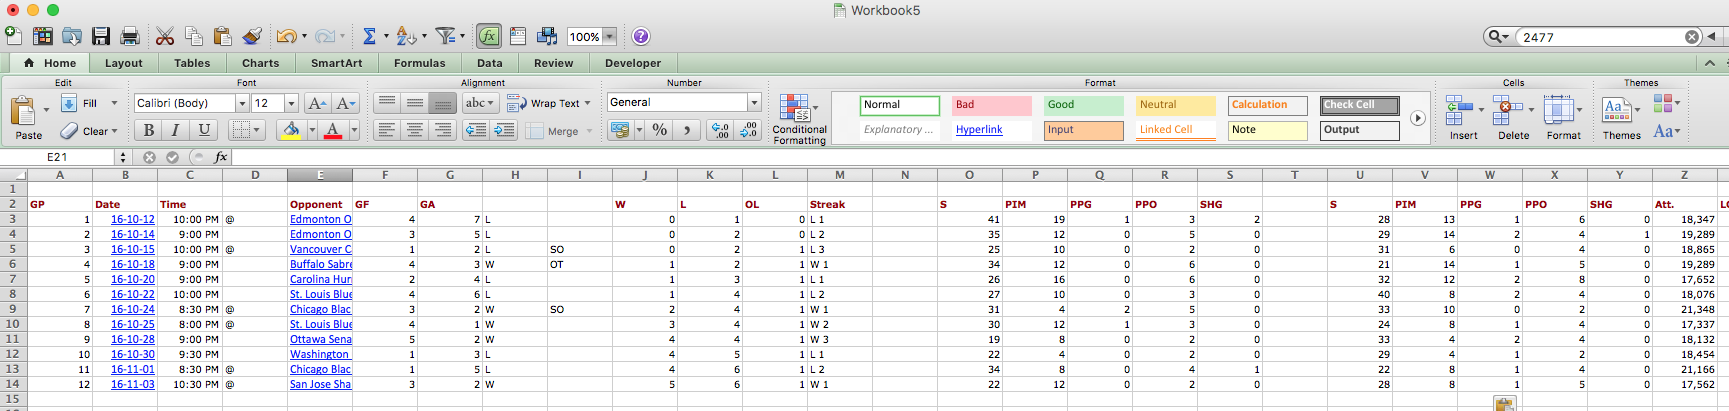 Workbook5
100% 2477
Home Layout Tables Charts SmartArt Formulas Data Review Developer
Edit Font Alignment Number Format Cells Themes
Fill Calibri (Body) 12 A A abc Wrap Text General Normal Bad Good Neutral Calculation Check Cell Aa
Paste Clear B I U A Merge % , .0 .00 .00 .0 Conditional Formatting Explanatory ... Hyperlink Input Linked Cell Note Output Insert Delete Format Themes Aa
E21 fx
A B C D E F G H I J K L M N O P Q R S T U V W X Y Z
1
2 GP Date Time Opponent GF GA W L OL Streak S PIM PPG PPO SHG S PIM PPG PPO SHG Att.
3 1 16-10-12 10:00 PM @ Edmonton O 4 7 L 0 1 0 L 1 41 19 1 3 2 28 13 1 6 0 18,347
4 2 16-10-14 9:00 PM Edmonton O 3 5 L 0 2 0 L 2 35 12 0 5 0 29 14 2 4 1 19,289
5 3 16-10-15 10:00 PM @ Vancouver C 1 2 L SO 0 2 1 L 3 25 10 0 2 0 31 6 0 4 0 18,865
6 4 16-10-18 9:00 PM Buffalo Sabre 4 3 W OT 1 2 1 W 1 34 12 0 6 0 21 14 1 5 0 19,289
7 5 16-10-20 9:00 PM Carolina Hurr 2 4 L 1 3 1 L 1 26 16 0 6 0 32 12 2 8 0 17,652
8 6 16-10-22 10:00 PM St. Louis Blue 4 6 L 1 4 1 L 2 27 10 0 3 0 40 8 2 4 0 18,076
9 7 16-10-24 8:30 PM @ Chicago Blac 3 2 W SO 2 4 1 W 1 31 4 2 5 0 33 10 0 2 0 21,348
10 8 16-10-25 8:00 PM @ St. Louis Blue 4 1 W 3 4 1 W 2 30 12 1 3 0 24 8 1 4 0 17,337
11 9 16-10-28 9:00 PM Ottawa Sena 5 2 W 4 4 1 W 3 19 8 0 2 0 33 4 2 4 0 18,132
12 10 16-10-30 9:30 PM Washington 1 3 L 4 5 1 L 1 22 4 0 2 0 29 4 1 2 0 18,454
13 11 16-11-01 8:30 PM @ Chicago Blac 1 5 L 4 6 1 L 2 34 8 0 4 1 22 8 1 4 0 21,166
14 12 16-11-03 10:30 PM @ San Jose Sha 3 2 W 5 6 1 W 1 22 12 0 2 0 28 8 1 5 0 17,562
15